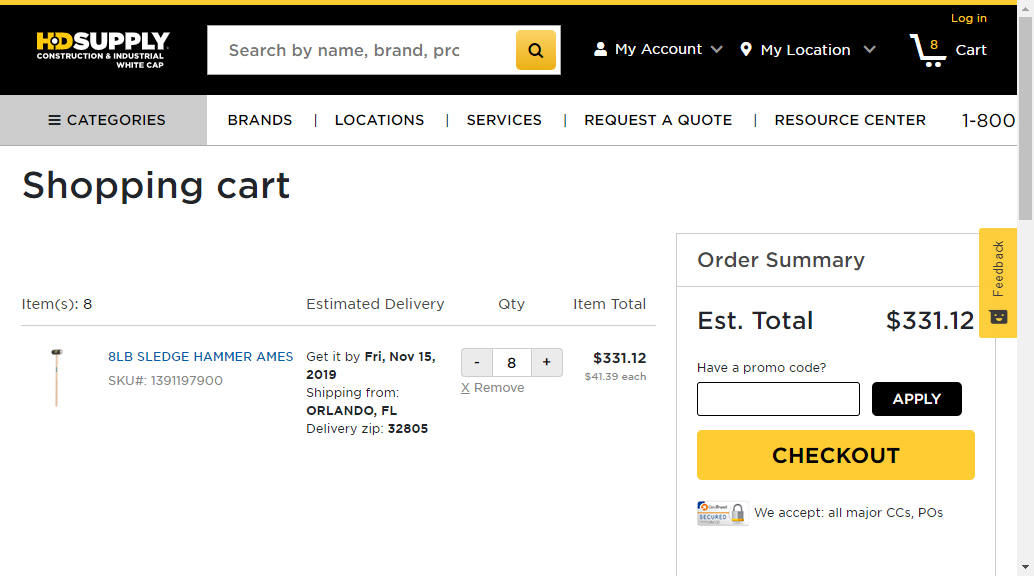 Log in
HDSUPPLY
CONSTRUCTION & INDUSTRIAL
WHITE CAP
Search by name, brand, prc
My Account
My Location
8
Cart
CATEGORIES
BRANDS | LOCATIONS | SERVICES | REQUEST A QUOTE | RESOURCE CENTER
1-800
Shopping cart
Feedback
Item(s): 8
Estimated Delivery
Qty
Item Total
8LB SLEDGE HAMMER AMES
SKU#: 1391197900
Get it by Fri, Nov 15,
2019
Shipping from:
ORLANDO, FL
Delivery zip: 32805
- 8 +
X Remove
$331.12
$41.39 each
Order Summary
Est. Total $331.12
Have a promo code?
APPLY
CHECKOUT
SECURED
We accept: all major CCs, POs